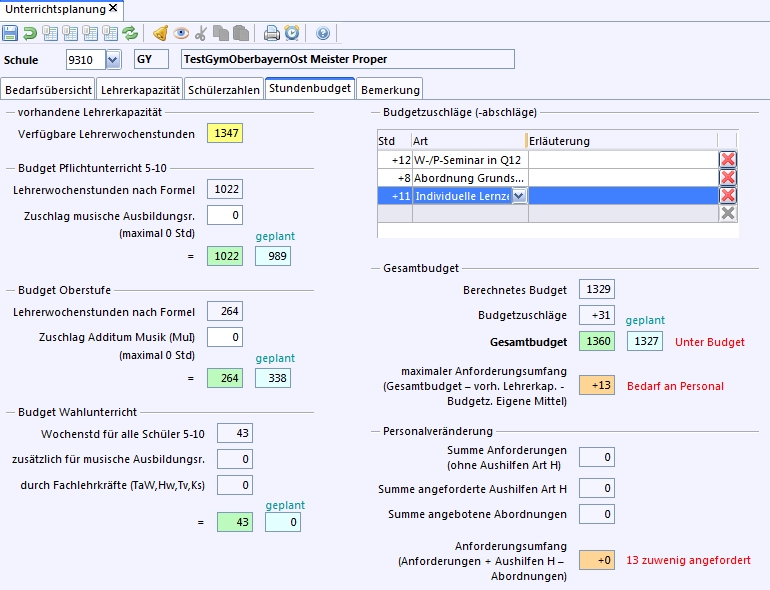 Unterrichtsplanung
Schule 9310 GY TestGymOberbayernOst Meister Proper
Bedarfsübersicht Lehrerkapazität Schülerzahlen Stundenbudget Bemerkung
vorhandene Lehrerkapazität
Verfügbare Lehrerwochenstunden 1347
Budget Pflichtunterricht 5-10
Lehrerwochenstunden nach Formel 1022
Zuschlag musische Ausbildungsr. 0
(maximal 0 Std)
geplant
= 1022 989
Budget Oberstufe
Lehrerwochenstunden nach Formel 264
Zuschlag Additum Musik (MuI) 0
(maximal 0 Std)
geplant
= 264 338
Budget Wahlunterricht
Wochenstd für alle Schüler 5-10 43
zusätzlich für musische Ausbildungsr. 0
durch Fachlehrkräfte (TaW,Hw,Tv,Ks) 0
geplant
= 43 0
Budgetzuschläge (-abschläge)
Std Art Erläuterung
+12 W-/P-Seminar in Q12
+8 Abordnung Grunds...
+11 Individuelle Lernze
Gesamtbudget
Berechnetes Budget 1329
Budgetzuschläge +31
geplant
Gesamtbudget 1360 1327 Unter Budget
maximaler Anforderungsumfang
(Gesamtbudget – vorh. Lehrerkap. - +13 Bedarf an Personal
Budgetz. Eigene Mittel)
Personalveränderung
Summe Anforderungen 0
(ohne Aushilfen Art H)
Summe angeforderte Aushilfen Art H 0
Summe angebotene Abordnungen 0
Anforderungsumfang
(Anforderungen + Aushilfen H – +0 13 zuwenig angefordert
Abordnungen)